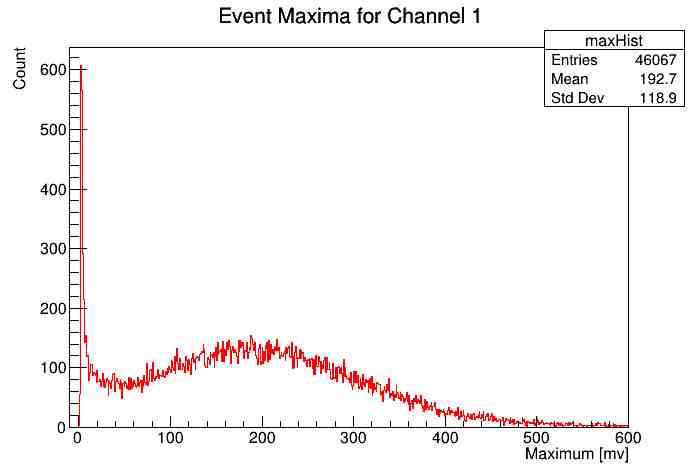 Event Maxima for Channel 1
maxHist
Entries 46067
Mean 192.7
Std Dev 118.9
Count
600
500
400
300
200
100
0
0 100 200 300 400 500 600
Maximum [mv]